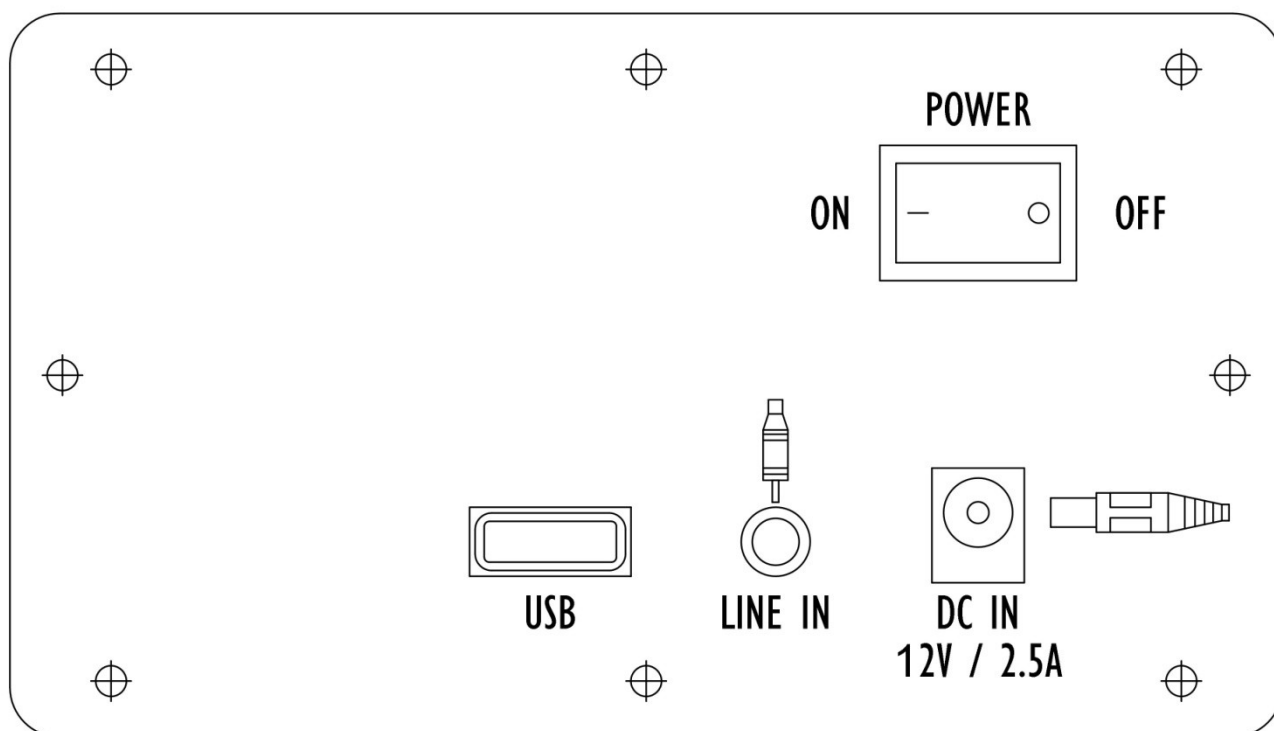 POWER
ON
OFF
USB
LINE IN
DC IN
12V / 2.5A